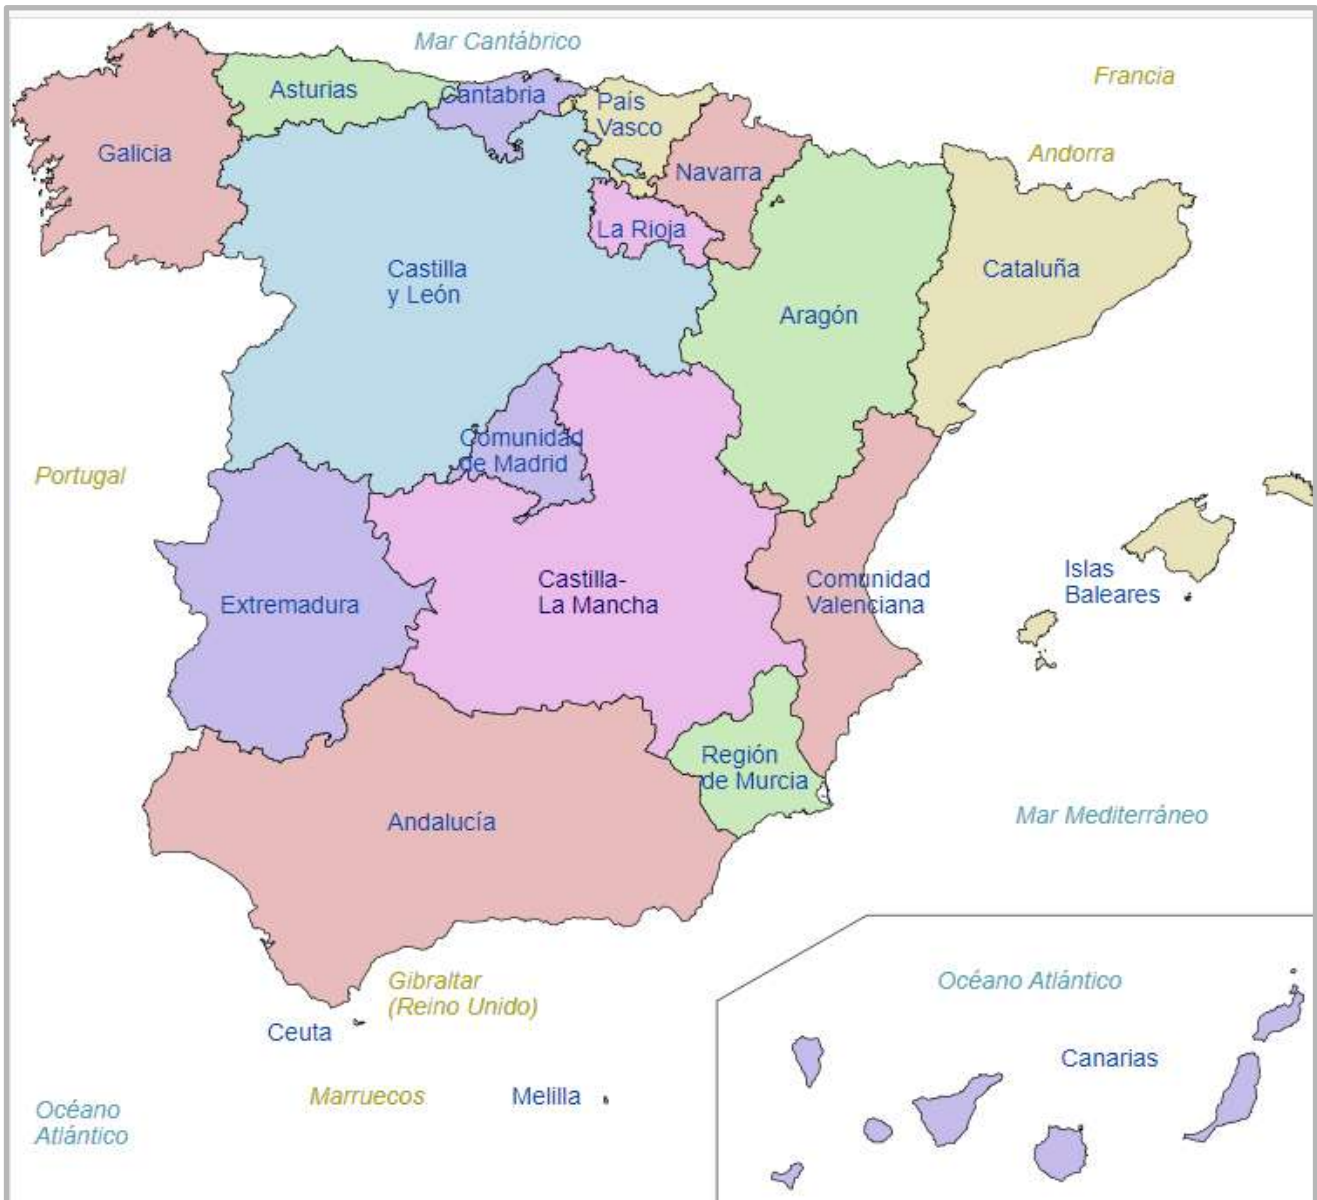 Mar Cantábrico
Francia
Asturias
Cantabria
País
Vasco
Galicia
Andorra
Navarra
La Rioja
Castilla
y León
Cataluña
Aragón
Comunidad
de Madrid
Portugal
Castilla-
La Mancha
Comunidad
Valenciana
Islas
Baleares
Extremadura
Región
de Murcia
Andalucía
Mar Mediterráneo
Gibraltar
(Reino Unido)
Océano Atlántico
Ceuta
Canarias
Marruecos
Melilla
Océano
Atlántico